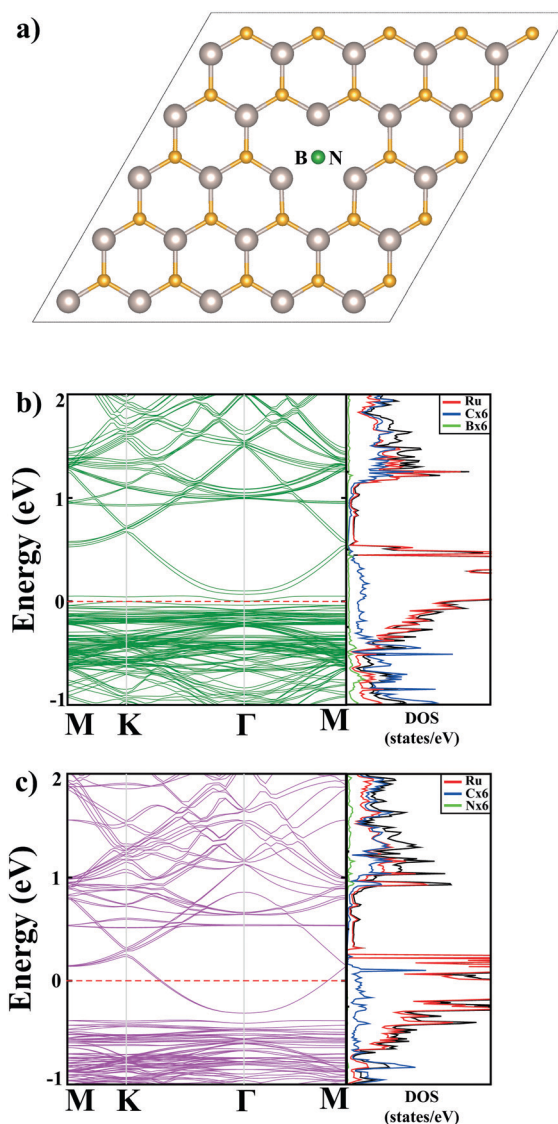 a)
B N
b)
Energy (eV)
2
1
0
-1
M K Γ M
Ru
Cx6
Bx6
DOS
(states/eV)
c)
Energy (eV)
2
1
0
-1
M K Γ M
Ru
Cx6
Nx6
DOS
(states/eV)